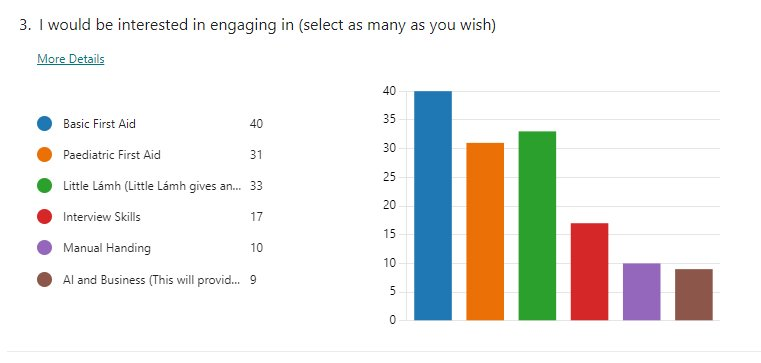 3. I would be interested in engaging in (select as many as you wish)
More Details
Basic First Aid 40
Paediatric First Aid 31
Little Lámh (Little Lámh gives an... 33
Interview Skills 17
Manual Handing 10
AI and Business (This will provid... 9
40
35
30
25
20
15
10
5
0